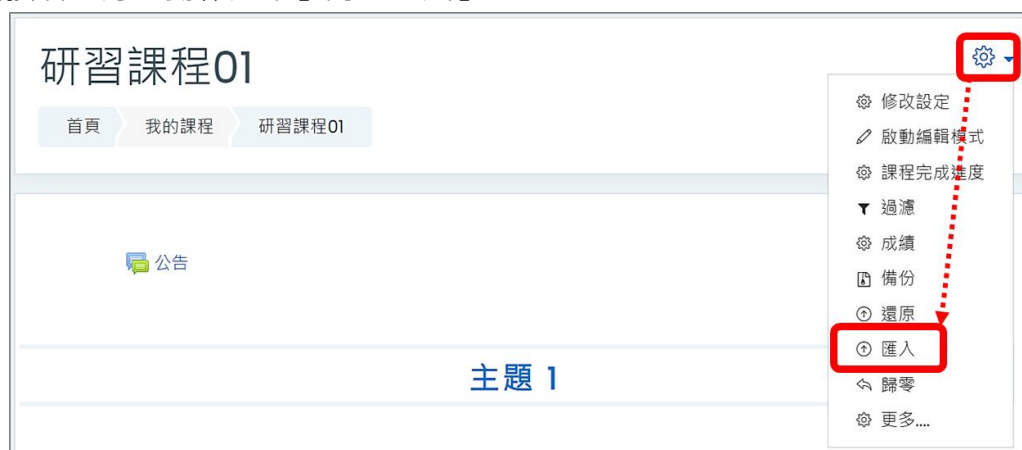 研習課程01
首頁 我的課程 研習課程01
修改設定
啟動編輯模式
課程完成進度
過濾
成績
備份
還原
匯入
歸零
更多....
公告
主題 1